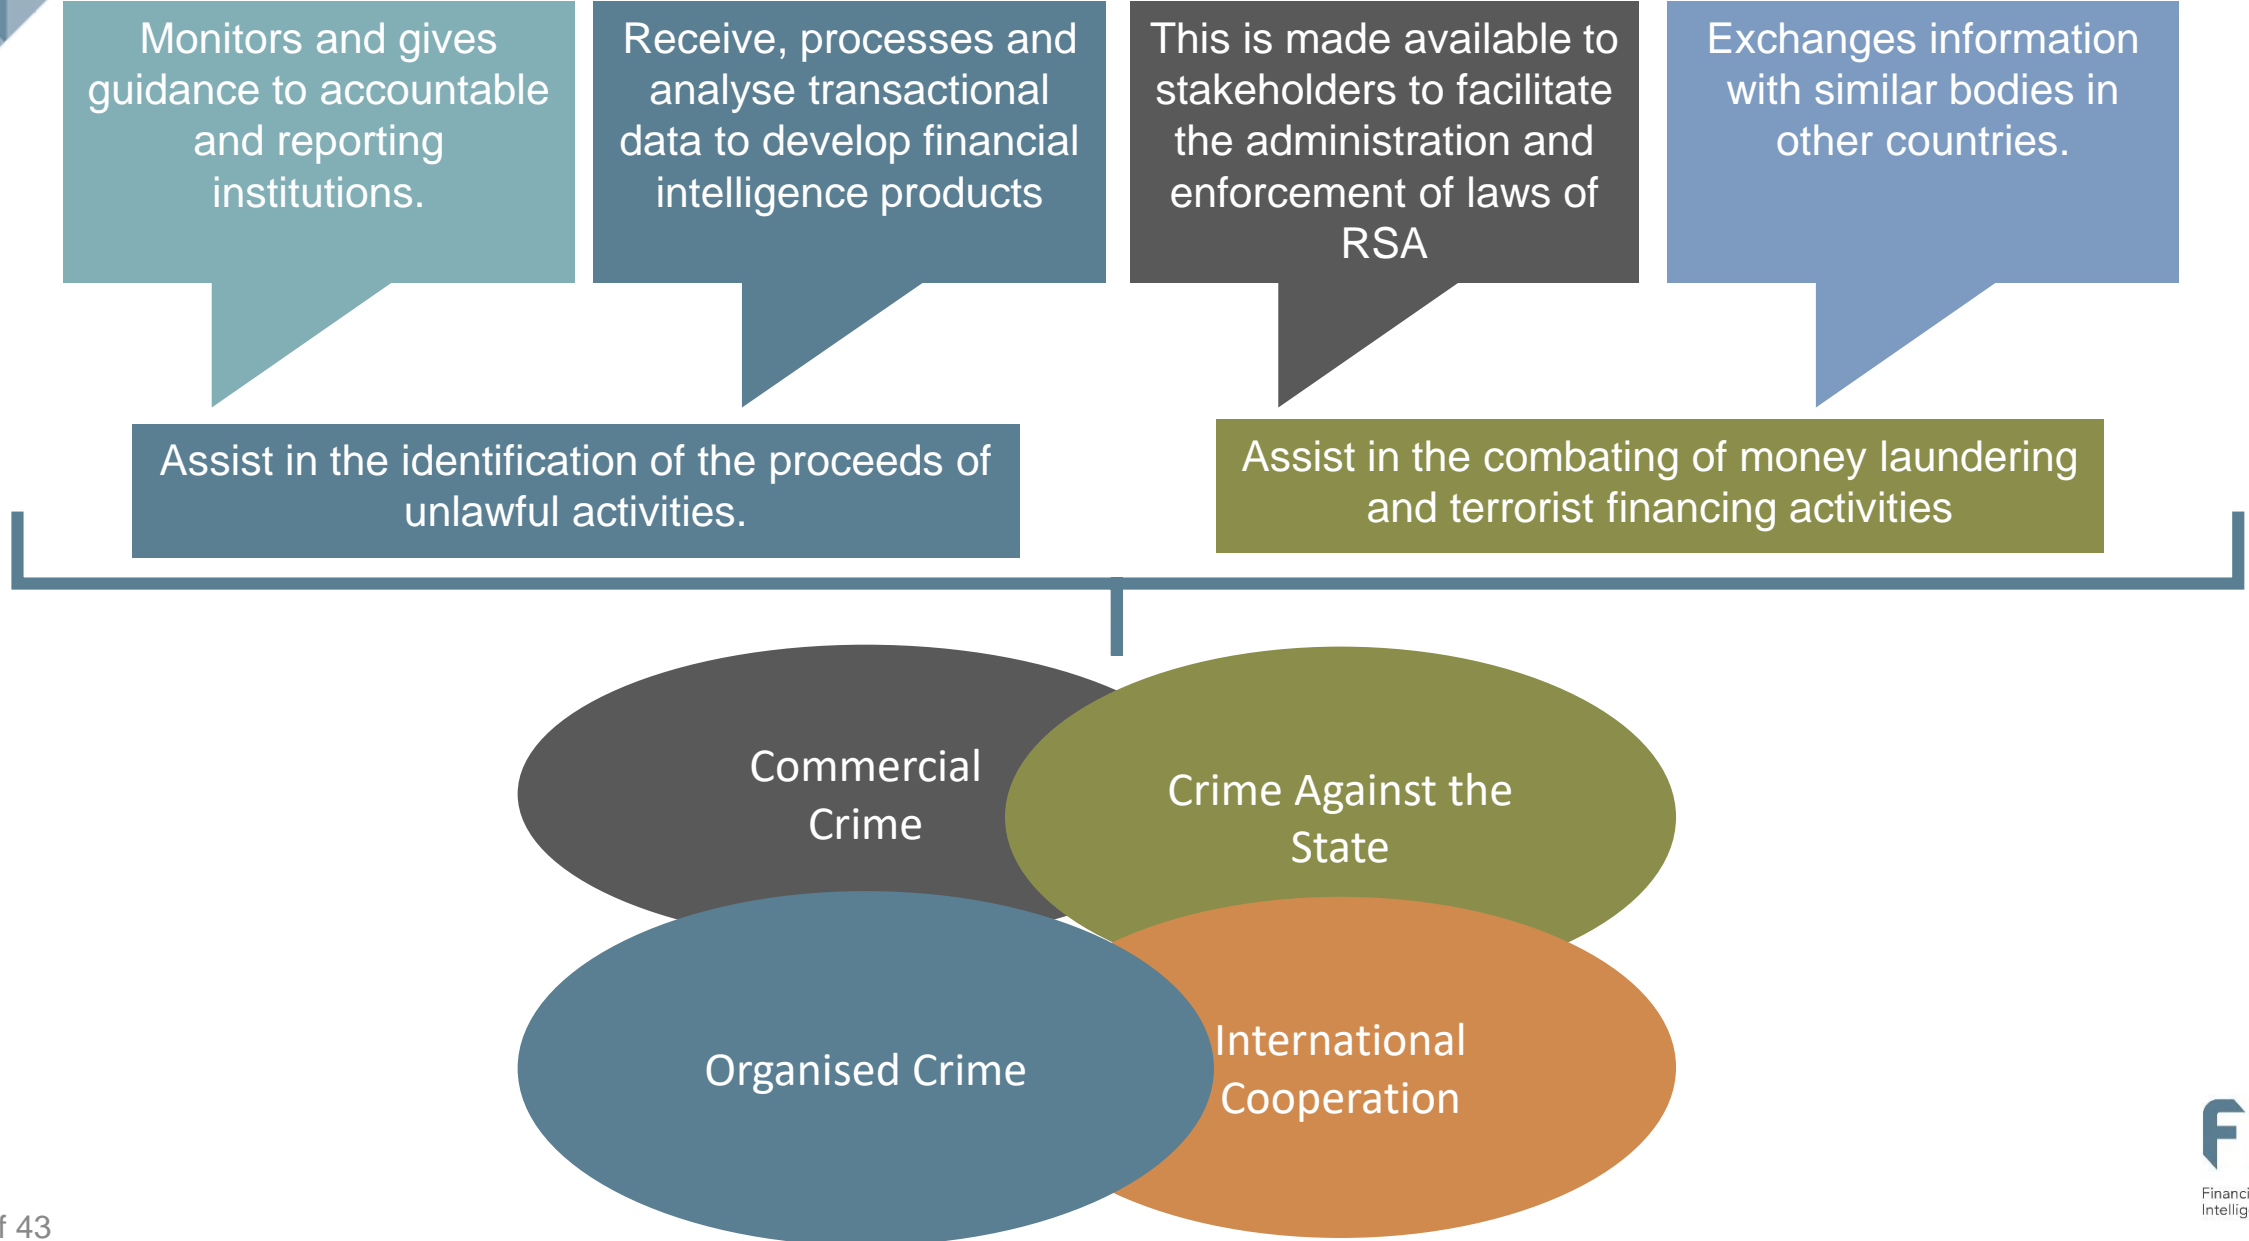 Monitors and gives
guidance to accountable
and reporting
institutions.
Receive, processes and
analyse transactional
data to develop financial
intelligence products
This is made available to
stakeholders to facilitate
the administration and
enforcement of laws of
RSA
Exchanges information
with similar bodies in
other countries.
Assist in the identification of the proceeds of
unlawful activities.
Assist in the combating of money laundering
and terrorist financing activities
Commercial
Crime
Crime Against the
State
Organised Crime
International
Cooperation
F
Financi
Intellig
f 43